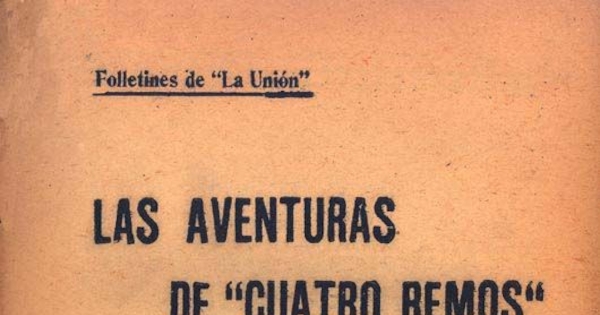 Folletines de “La Unión”
LAS AVENTURAS
DE “CUATRO REMOS“